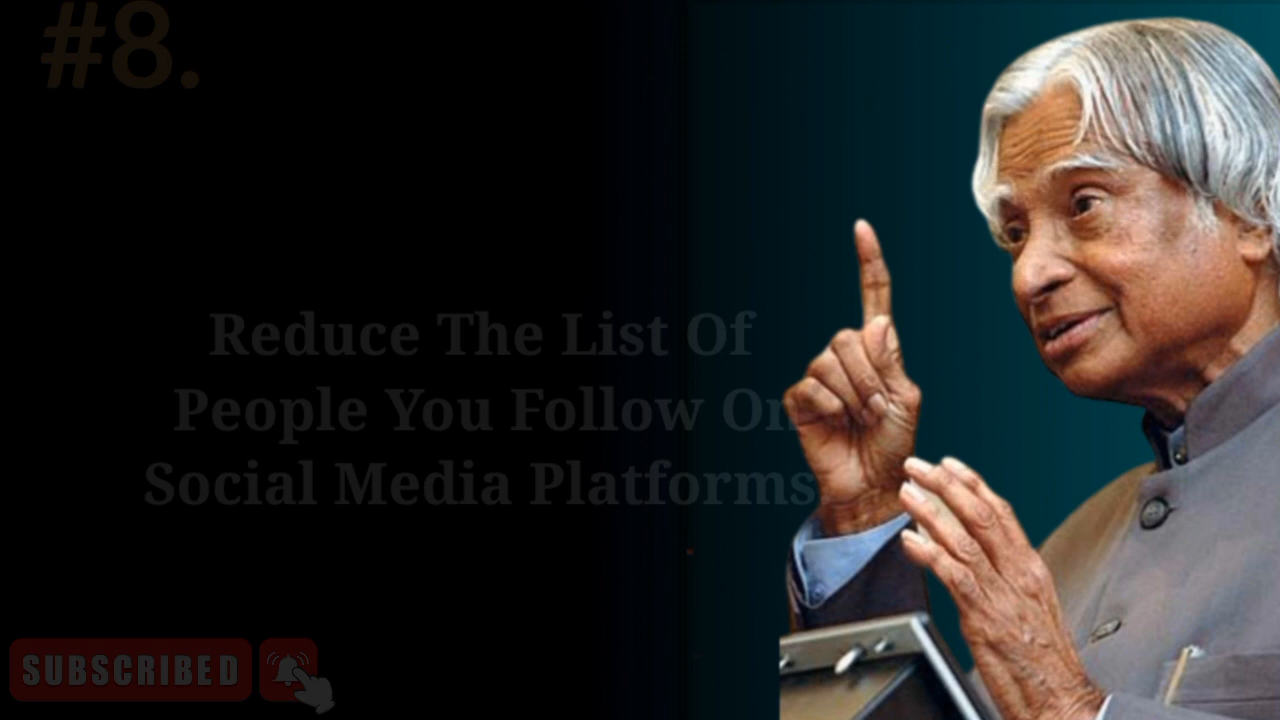 #8.
Reduce The List Of
People You Follow On
Social Media Platforms
SUBSCRIBED